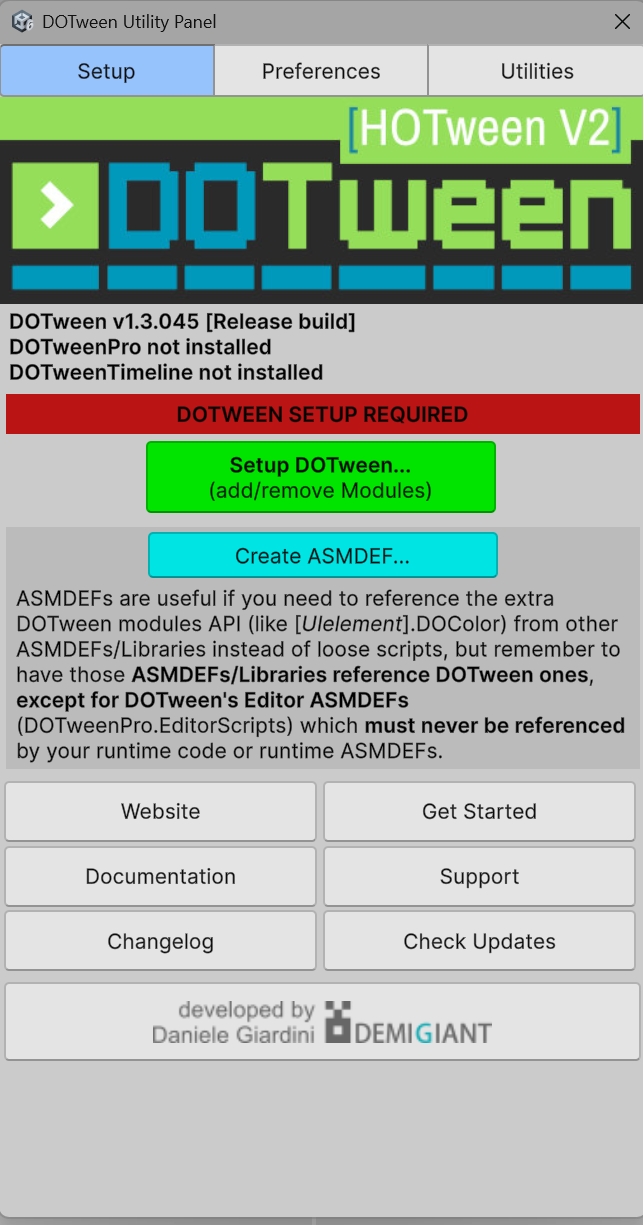 DOTween Utility Panel
Setup
Preferences
Utilities
[HOTween V2]
DOTween
DOTween v1.3.045 [Release build]
DOTweenPro not installed
DOTweenTimeline not installed
DOTWEEN SETUP REQUIRED
Setup DOTween...
(add/remove Modules)
Create ASMDEF...
ASMDEFs are useful if you need to reference the extra
DOTween modules API (like [UIelement].DOColor) from other
ASMDEFs/Libraries instead of loose scripts, but remember to
have those ASMDEFs/Libraries reference DOTween ones,
except for DOTween's Editor ASMDEFs
(DOTweenPro.EditorScripts) which must never be referenced
by your runtime code or runtime ASMDEFs.
Website
Get Started
Documentation
Support
Changelog
Check Updates
developed by
Daniele Giardini
DEMIGIANT